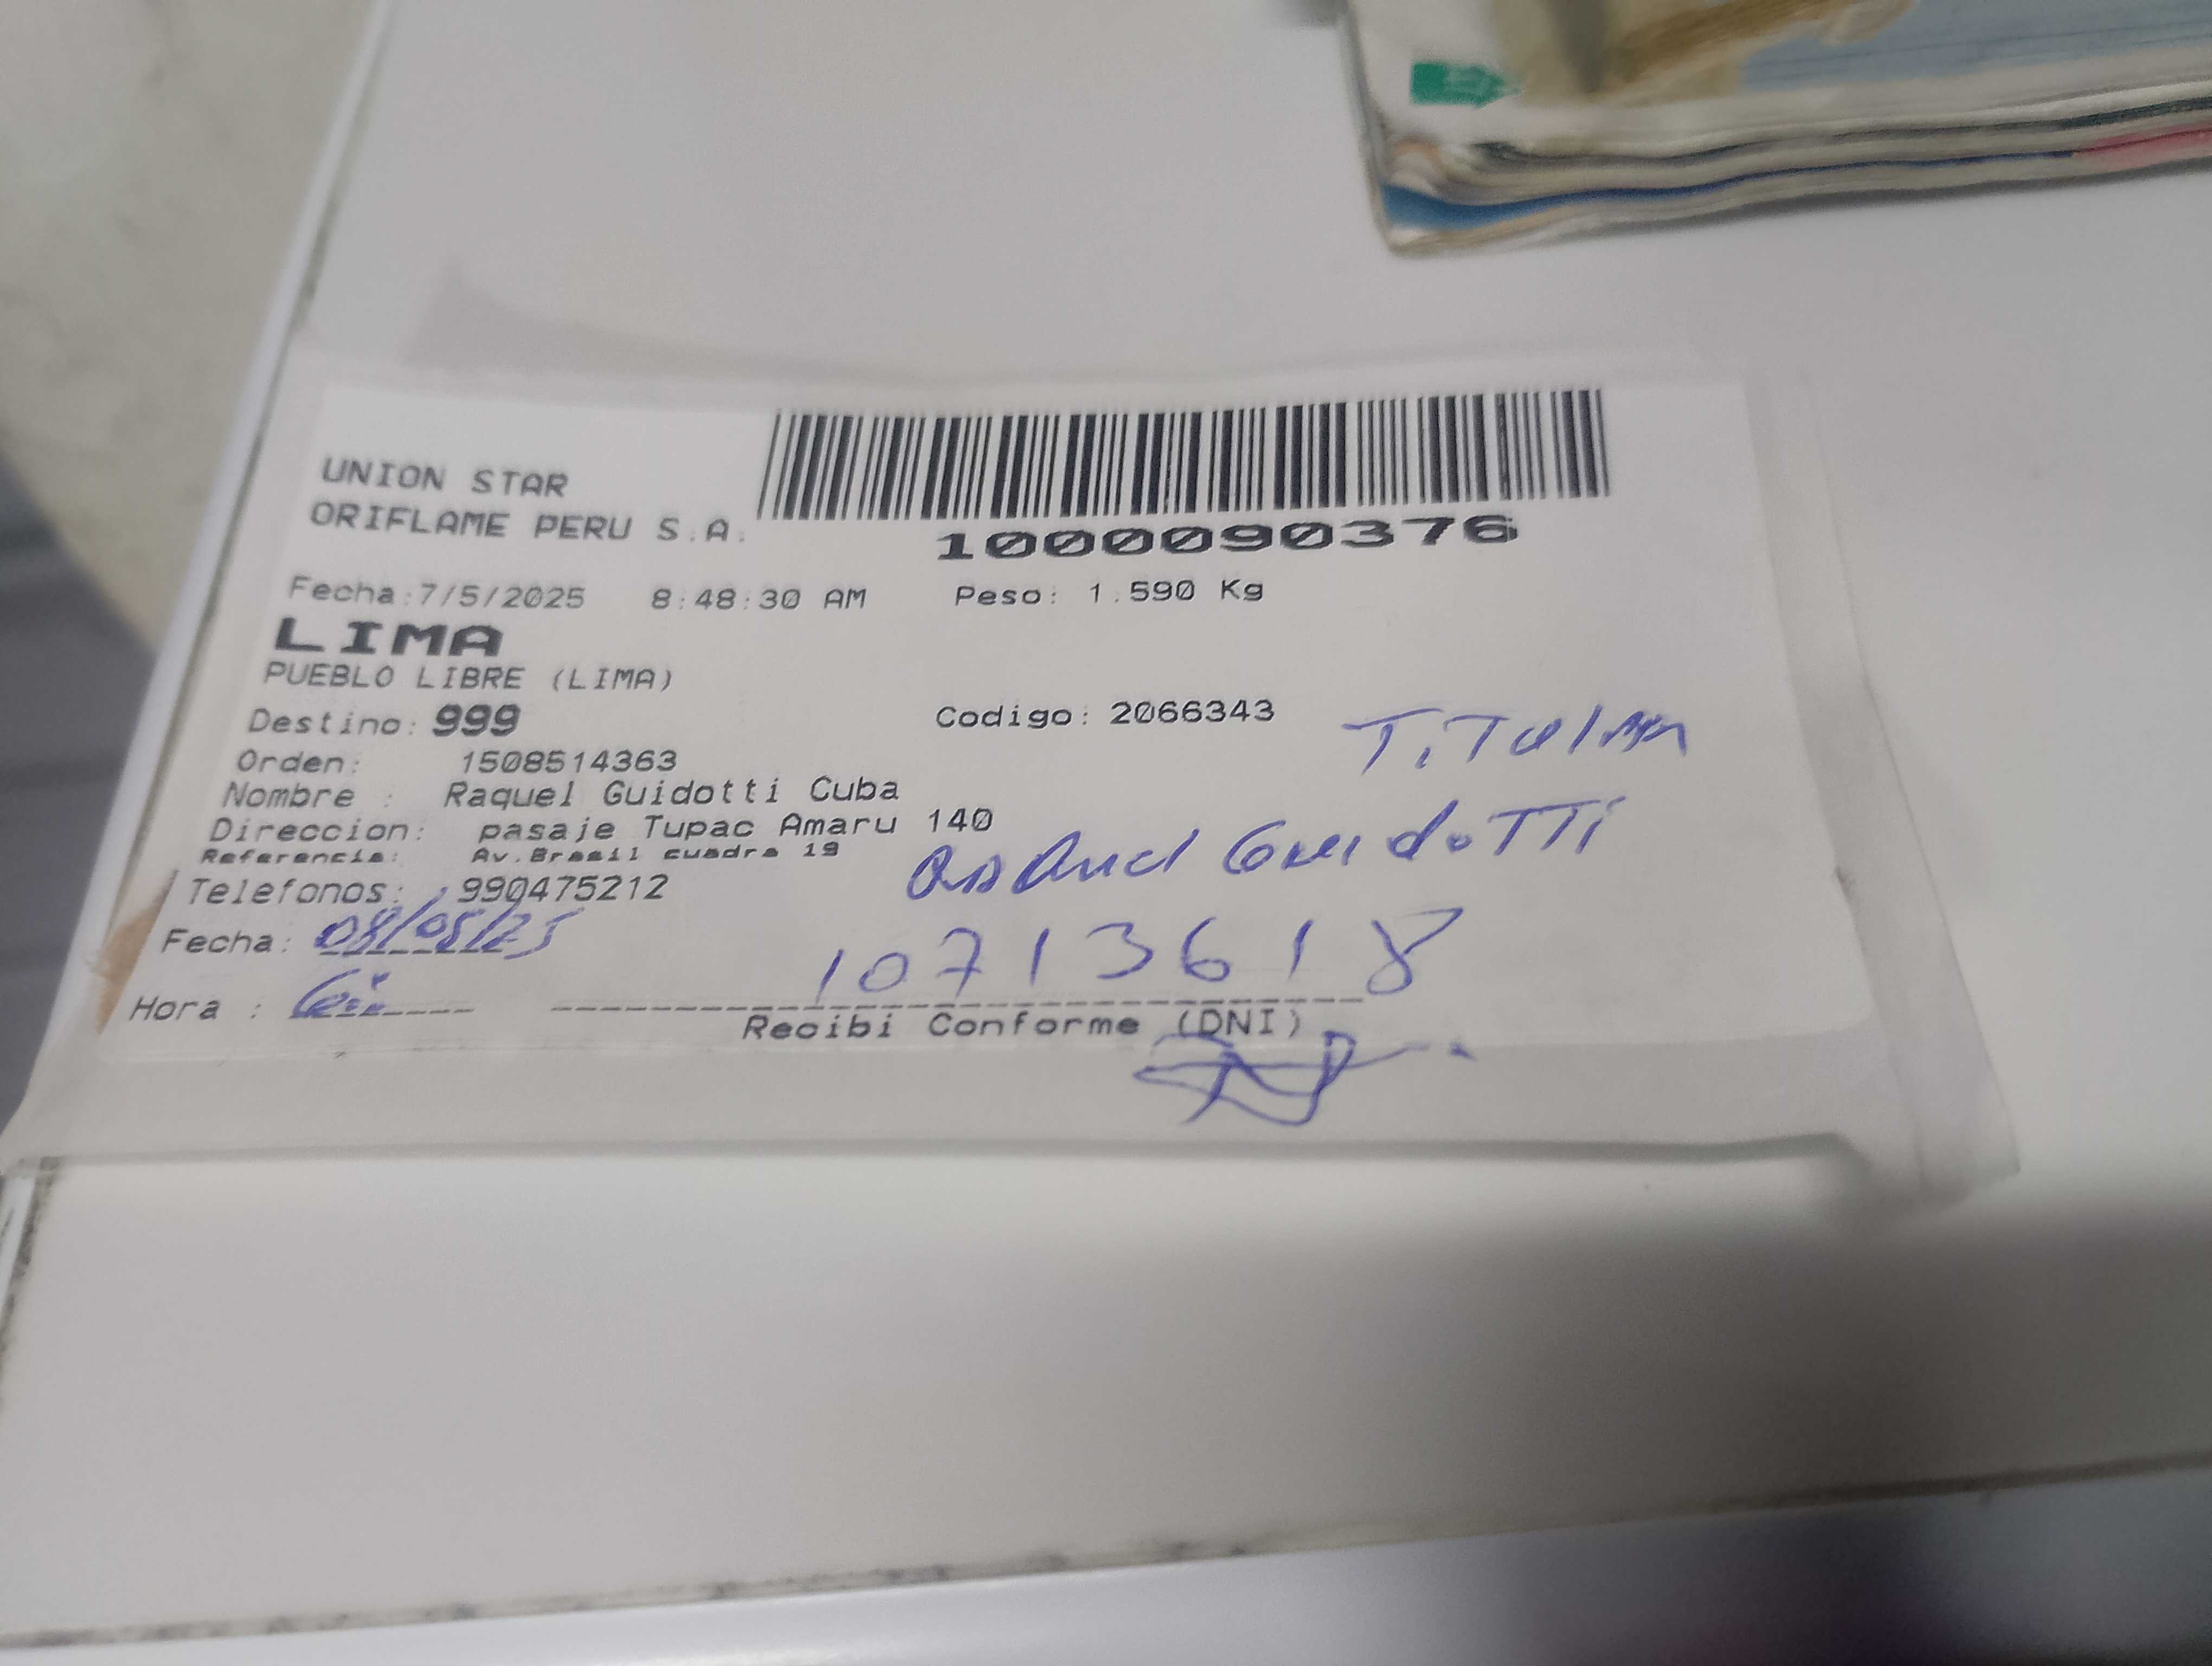 UNION STAR
ORIFLAME PERU S.A.
1000090376
Fecha:7/5/2025 8:48:30 AM Peso: 1.590 Kg
LIMA
PUEBLO LIBRE (LIMA)
Destino: 999 Codigo: 2066343
TiTulAR
Orden: 1508514363
Nombre : Raquel Guidotti Cuba
Direccion: pasaje Tupac Amaru 140
Referencia: Av.Brasil cuadra 19
RAquel GuidoTTi
Telefonos: 990475212
Fecha: 08/05/25
10713618
Hora :
Recibi Conforme (DNI)